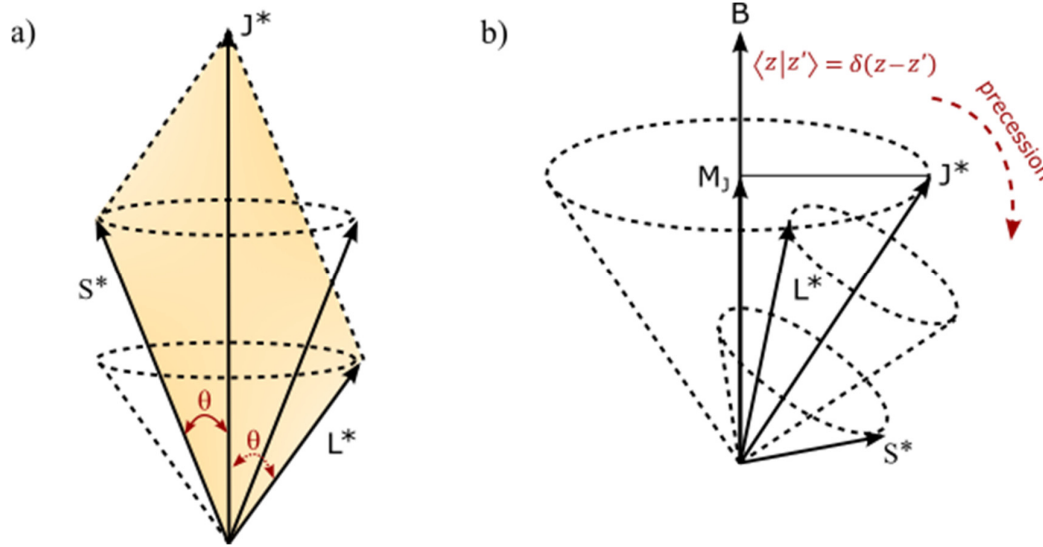 a)
J*
S*
θ
θ
L*
b)
B
⟨z|z'⟩ = δ(z−z')
precession
M_J
J*
L*
S*